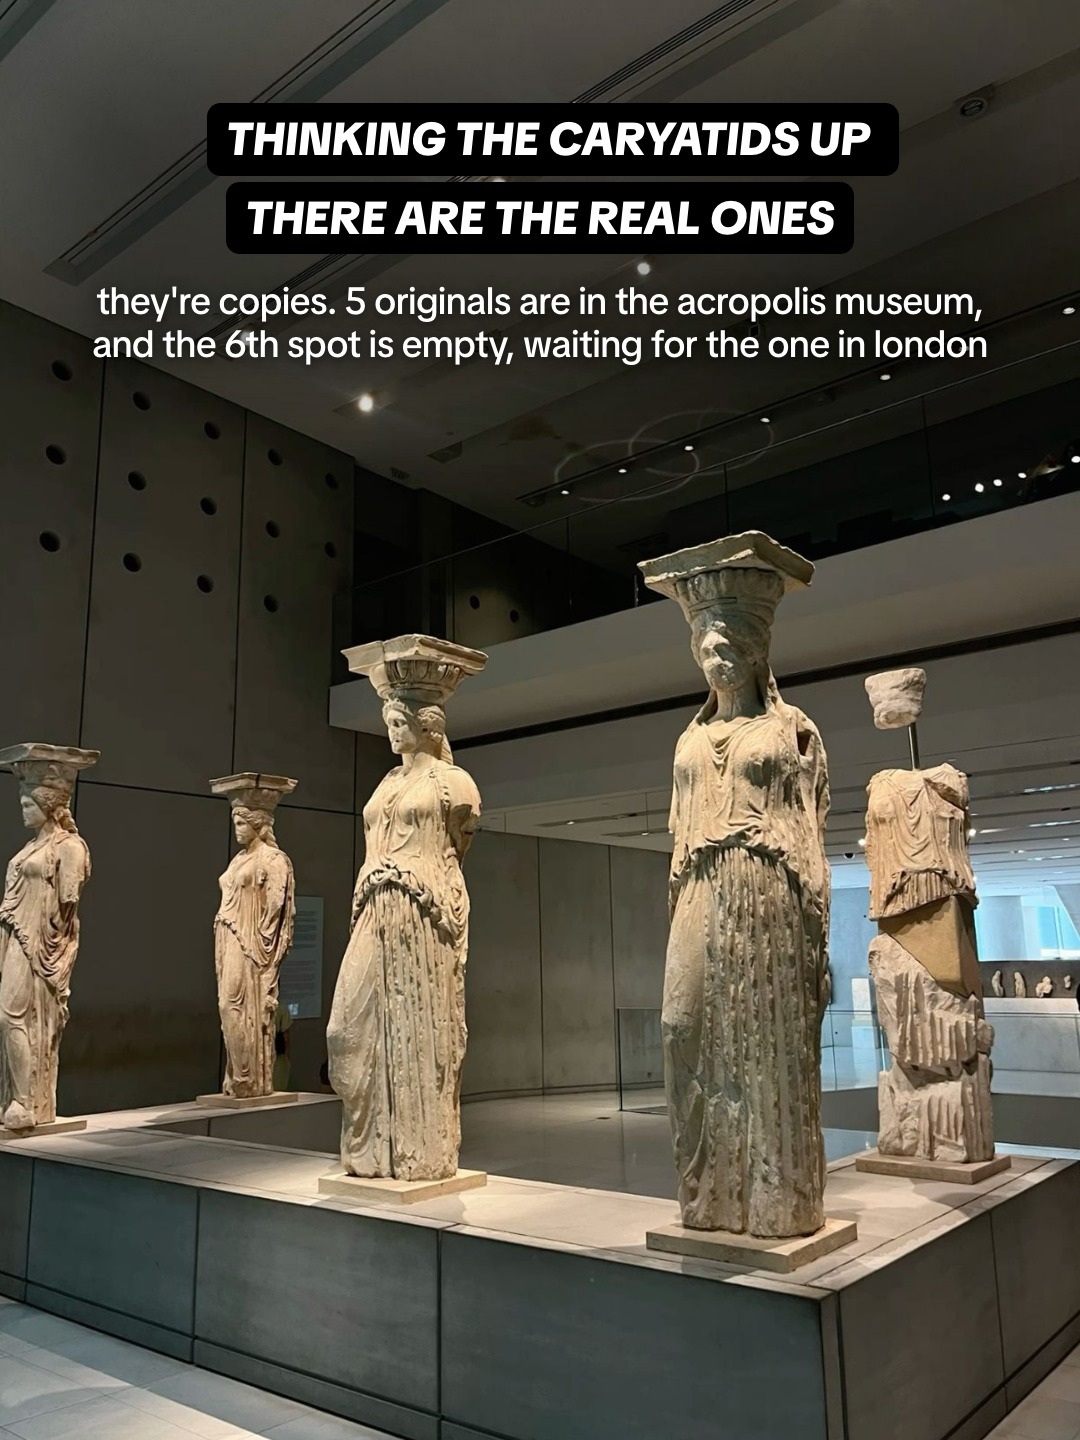 THINKING THE CARYATIDS UP
THERE ARE THE REAL ONES
they're copies. 5 originals are in the acropolis museum,
and the 6th spot is empty, waiting for the one in london